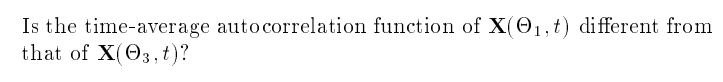 Is the time-average autocorrelation function of X(Θ₁, t) different from
that of X(Θ₃, t)?